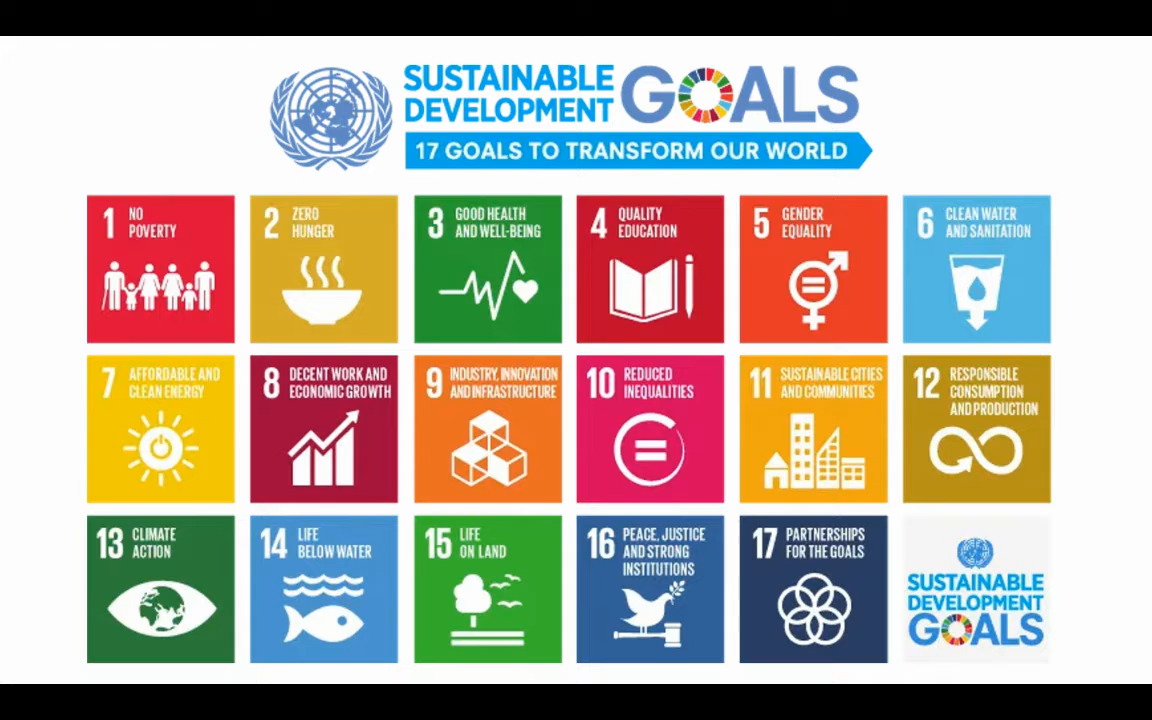 SUSTAINABLE
DEVELOPMENT
GOALS
17 GOALS TO TRANSFORM OUR WORLD
1 NO
POVERTY
2 ZERO
HUNGER
3 GOOD HEALTH
AND WELL-BEING
4 QUALITY
EDUCATION
5 GENDER
EQUALITY
6 CLEAN WATER
AND SANITATION
7 AFFORDABLE AND
CLEAN ENERGY
8 DECENT WORK AND
ECONOMIC GROWTH
9 INDUSTRY, INNOVATION
AND INFRASTRUCTURE
10 REDUCED
INEQUALITIES
11 SUSTAINABLE CITIES
AND COMMUNITIES
12 RESPONSIBLE
CONSUMPTION
AND PRODUCTION
13 CLIMATE
ACTION
14 LIFE
BELOW WATER
15 LIFE
ON LAND
16 PEACE, JUSTICE
AND STRONG
INSTITUTIONS
17 PARTNERSHIPS
FOR THE GOALS
SUSTAINABLE
DEVELOPMENT
GOALS